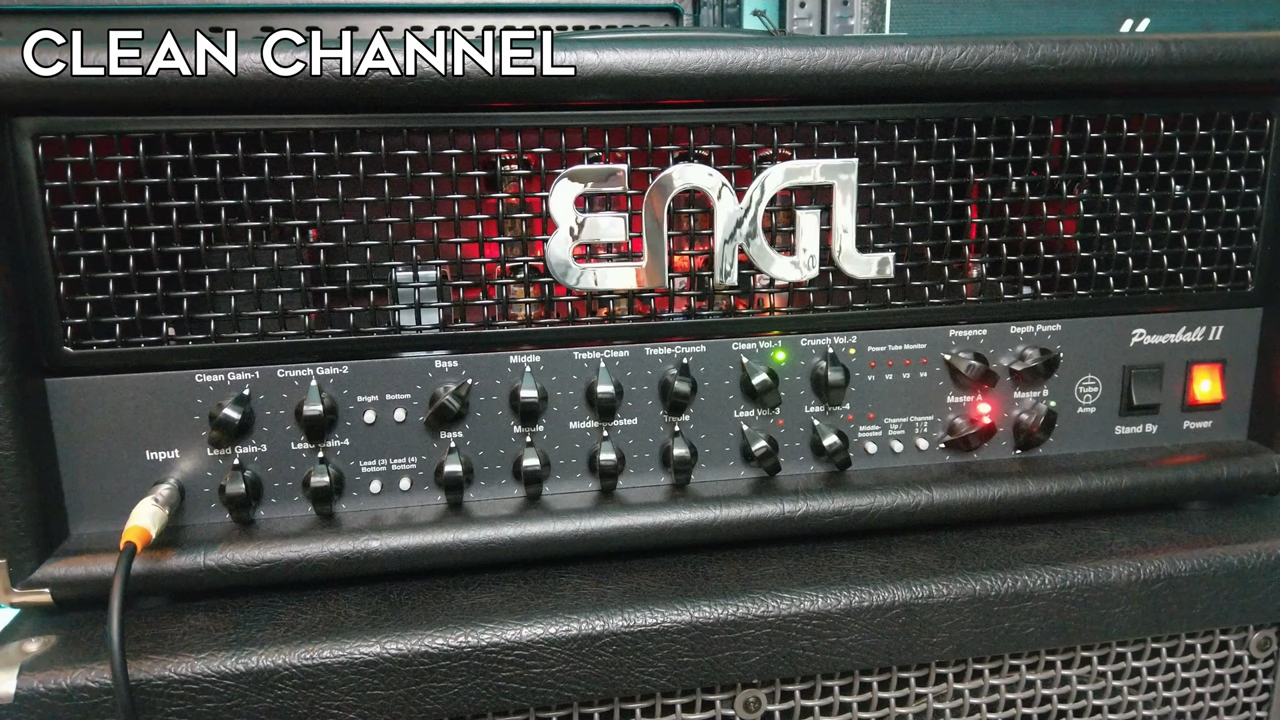 CLEAN CHANNEL
ENGL
Powerball II
Clean Gain-1
Crunch Gain-2
Bright
Bottom
Bass
Middle
Treble-Clean
Treble-Crunch
Clean Vol.-1
Crunch Vol.-2
Power Tube Monitor
V1 V2 V3 V4
Presence
Depth Punch
Input
Lead Gain-3
Lead Gain-4
Lead (3) Bottom
Lead (4) Bottom
Bass
Middle
Middle-boosted
Treble
Lead Vol.-3
Lead Vol.-4
Middle-boosted
Channel Up/Down
Channel 1/2 3/4
Master A
Master B
Tube
Amp
Stand By
Power